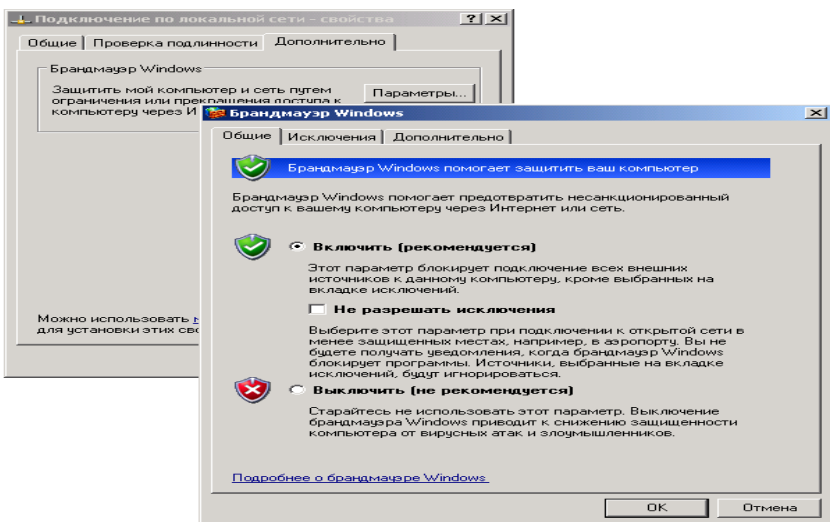 Подключение по локальной сети - свойства
Общие
Проверка подлинности
Дополнительно
Брандмауэр Windows
Защитить мой компьютер и сеть путем
ограничения или прекращения доступа к
компьютеру через И
Параметры...
Можно использовать
для установки этих сво
Брандмауэр Windows
Общие
Исключения
Дополнительно
Брандмауэр Windows помогает защитить ваш компьютер
Брандмауэр Windows помогает предотвратить несанкционированный
доступ к вашему компьютеру через Интернет или сеть.
Включить (рекомендуется)
Этот параметр блокирует подключение всех внешних
источников к данному компьютеру, кроме выбранных на
вкладке исключений.
Не разрешать исключения
Выберите этот параметр при подключении к открытой сети в
менее защищенных местах, например, в аэропорту. Вы не
будете получать уведомления, когда брандмауэр Windows
блокирует программы. Источники, выбранные на вкладке
исключений, будут игнорироваться.
Выключить (не рекомендуется)
Старайтесь не использовать этот параметр. Выключение
брандмауэра Windows приводит к снижению защищенности
компьютера от вирусных атак и злоумышленников.
Подробнее о брандмауэре Windows
OK
Отмена